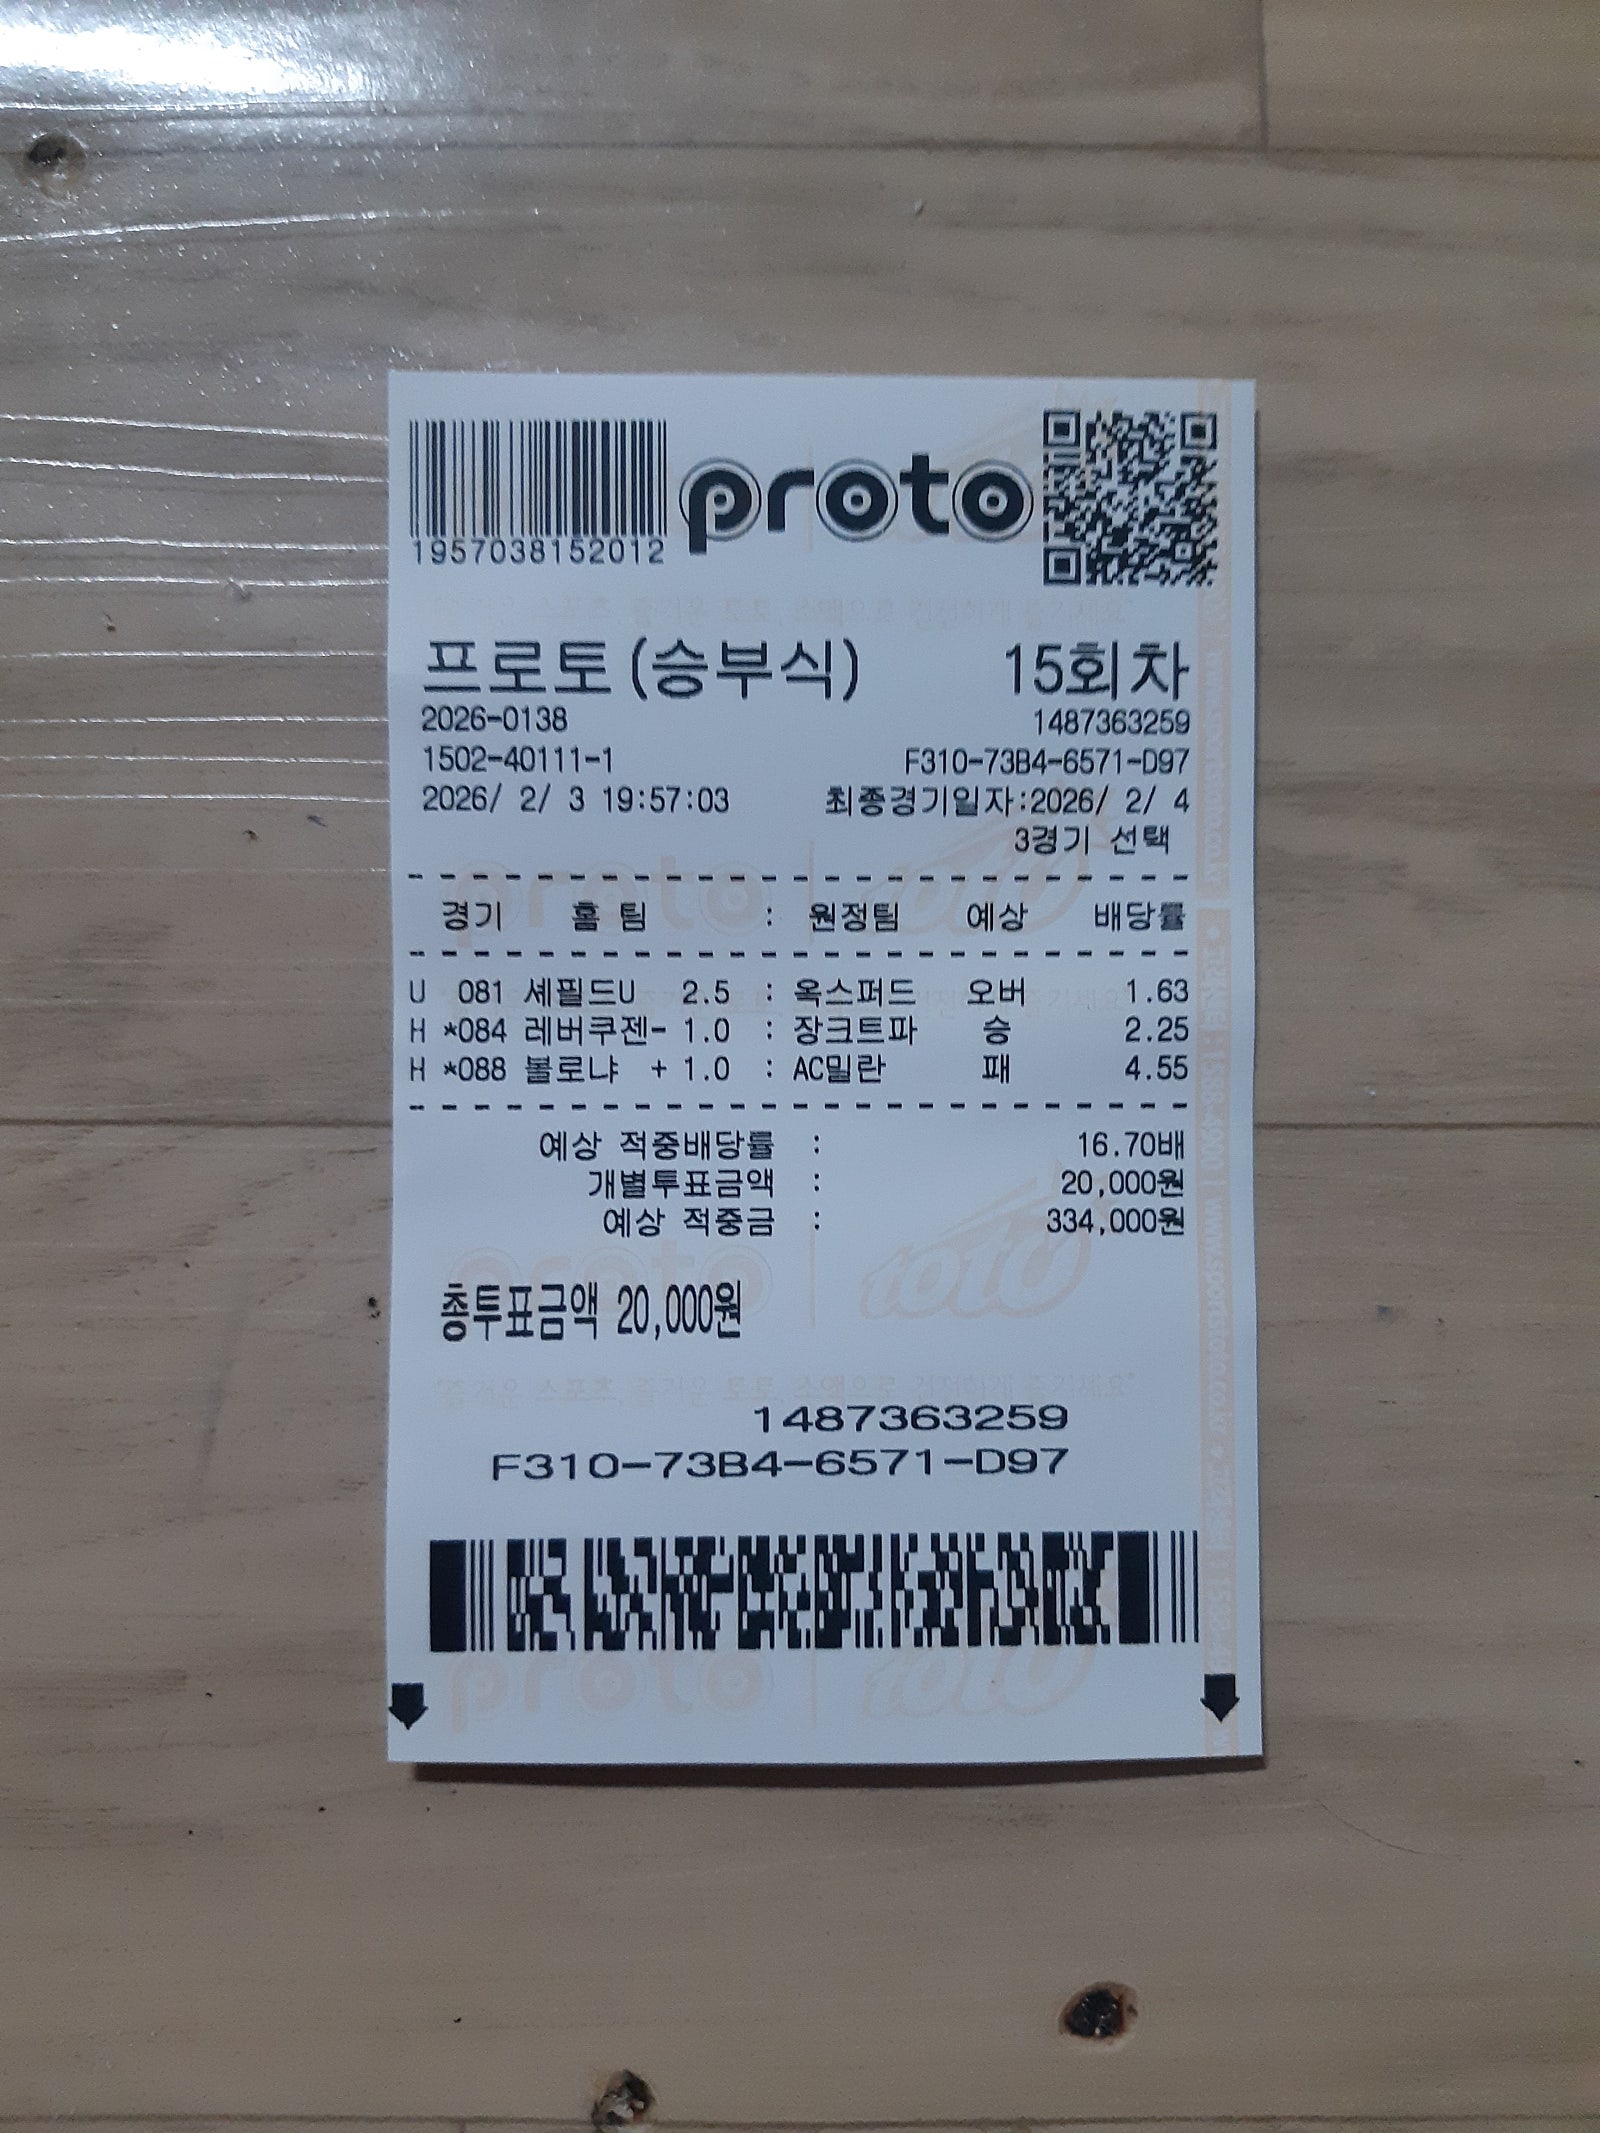 1957038152012
proto
프로토(승부식) 15회차
2026-0138 1487363259
1502-40111-1 F310-73B4-6571-D97
2026/ 2/ 3 19:57:03 최종경기일자:2026/ 2/ 4
3경기 선택
경기 홈 팀 : 원정팀 예상 배당률
U 081 셰필드U 2.5 : 옥스퍼드 오버 1.63
H *084 레버쿠젠- 1.0 : 장크트파 승 2.25
H *088 볼로냐 + 1.0 : AC밀란 패 4.55
예상 적중배당률 : 16.70배
개별투표금액 : 20,000원
예상 적중금 : 334,000원
총투표금액 20,000원
1487363259
F310-73B4-6571-D97
proto toto
proto toto
proto toto